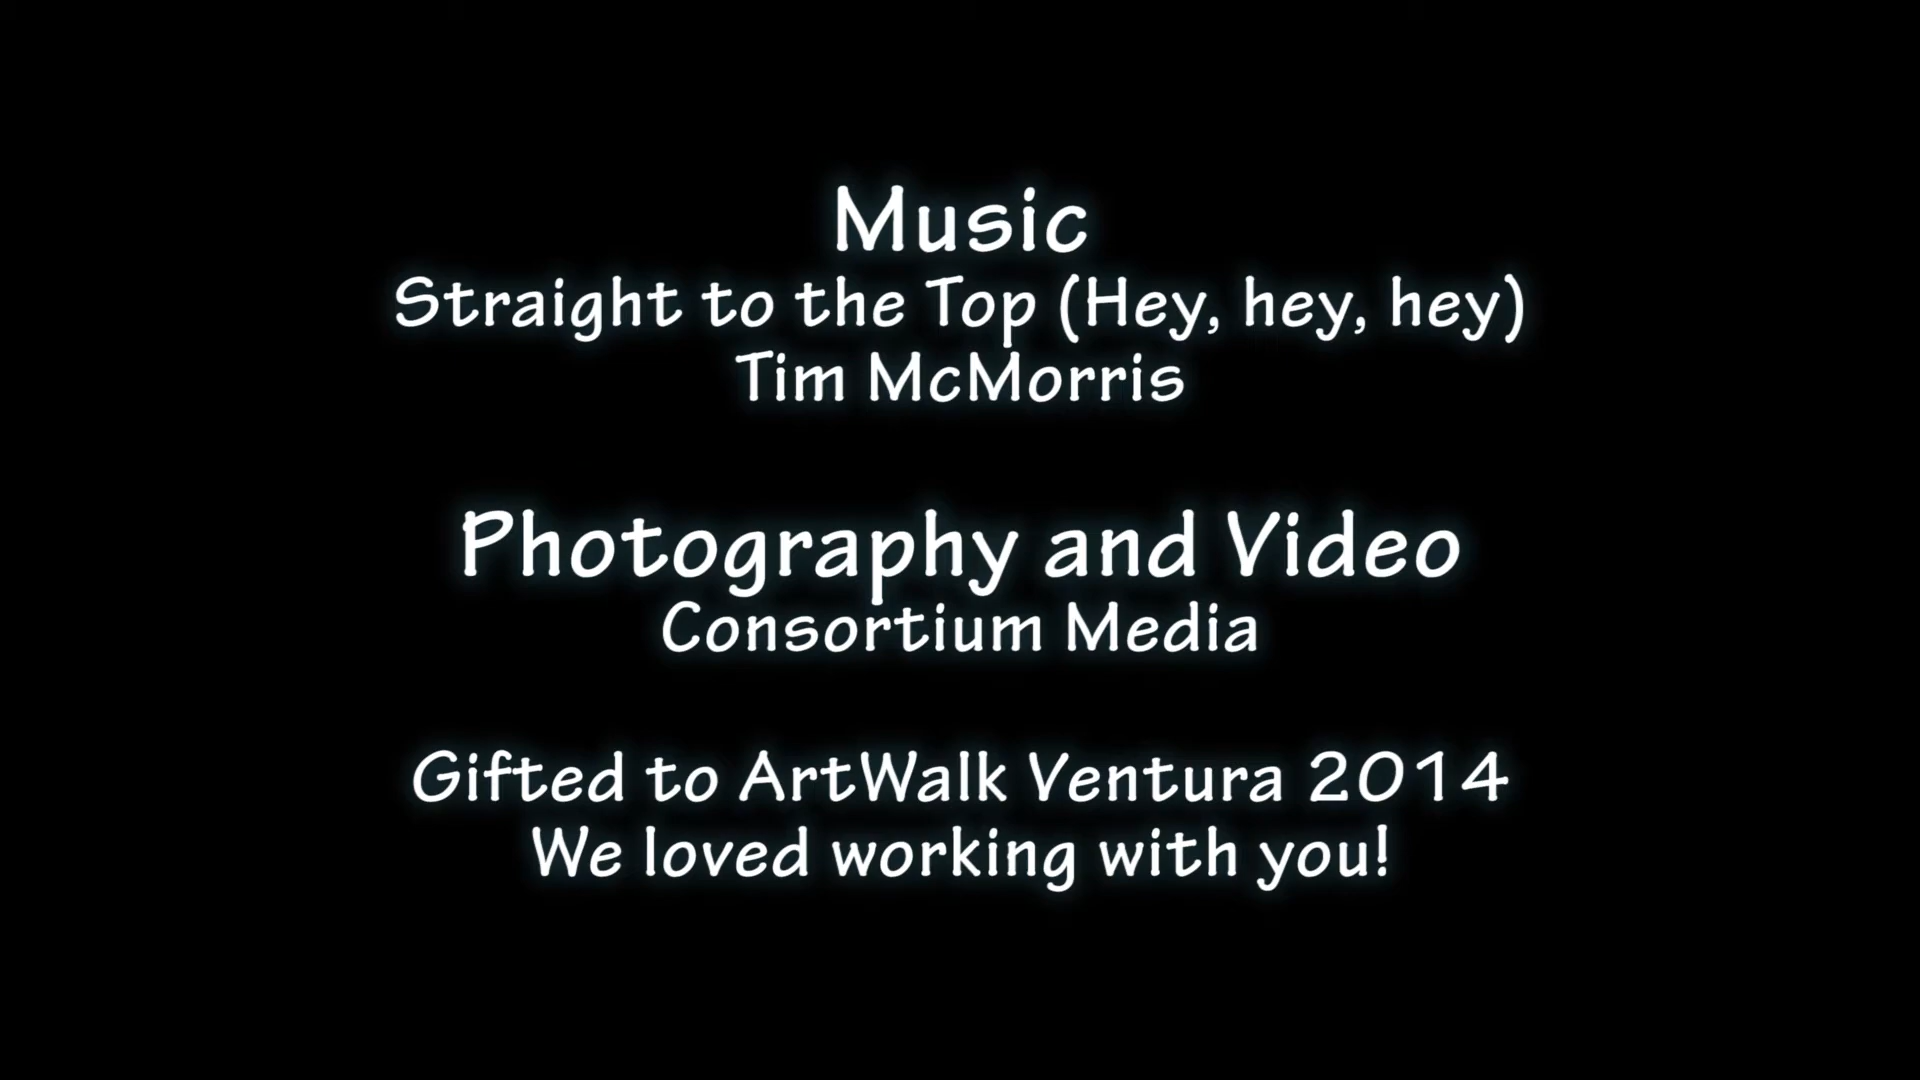 Music
Straight to the Top (Hey, hey, hey)
Tim McMorris
Photography and Video
Consortium Media
Gifted to ArtWalk Ventura 2014
We loved working with you!